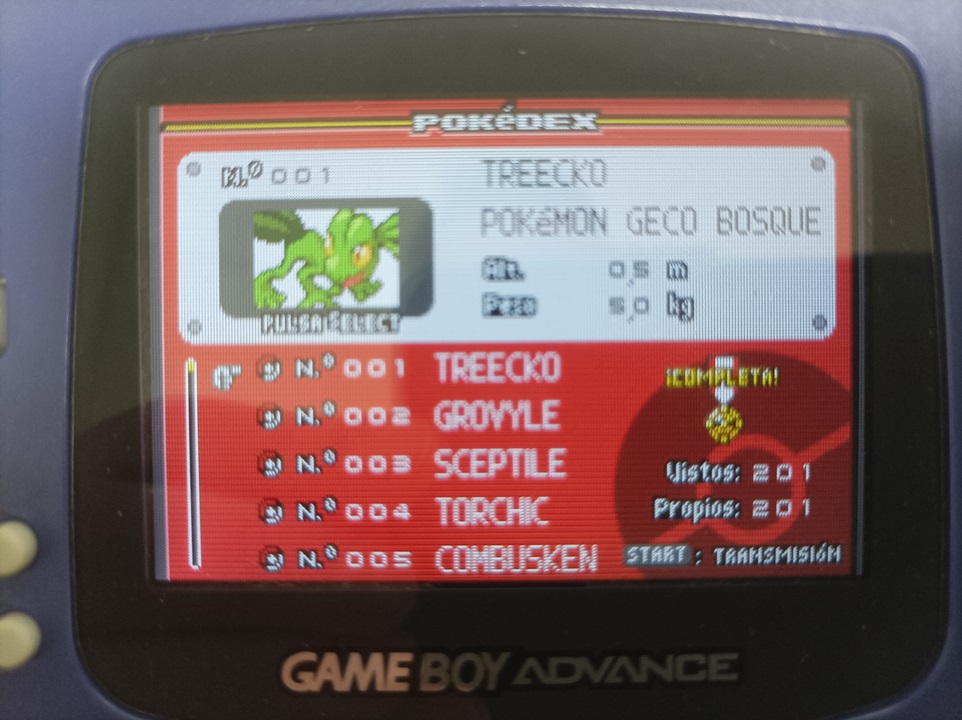 POKéDEX
N.º 001 TREECKO
POKéMON GECO BOSQUE
Alt. 0,5 m
Peso 5,0 kg
PULSA SELECT
N.º 001 TREECKO
N.º 002 GROVYLE
N.º 003 SCEPTILE
N.º 004 TORCHIC
N.º 005 COMBUSKEN
¡COMPLETA!
Vistos: 201
Propios: 201
START: TRANSMISIóN
GAME BOY ADVANCE